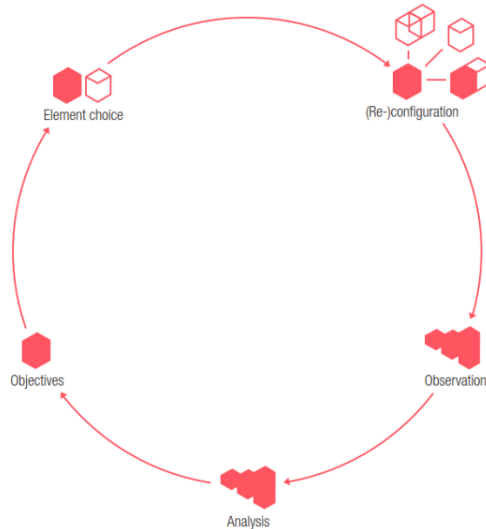 Element choice
(Re-)configuration
Objectives
Observation
Analysis